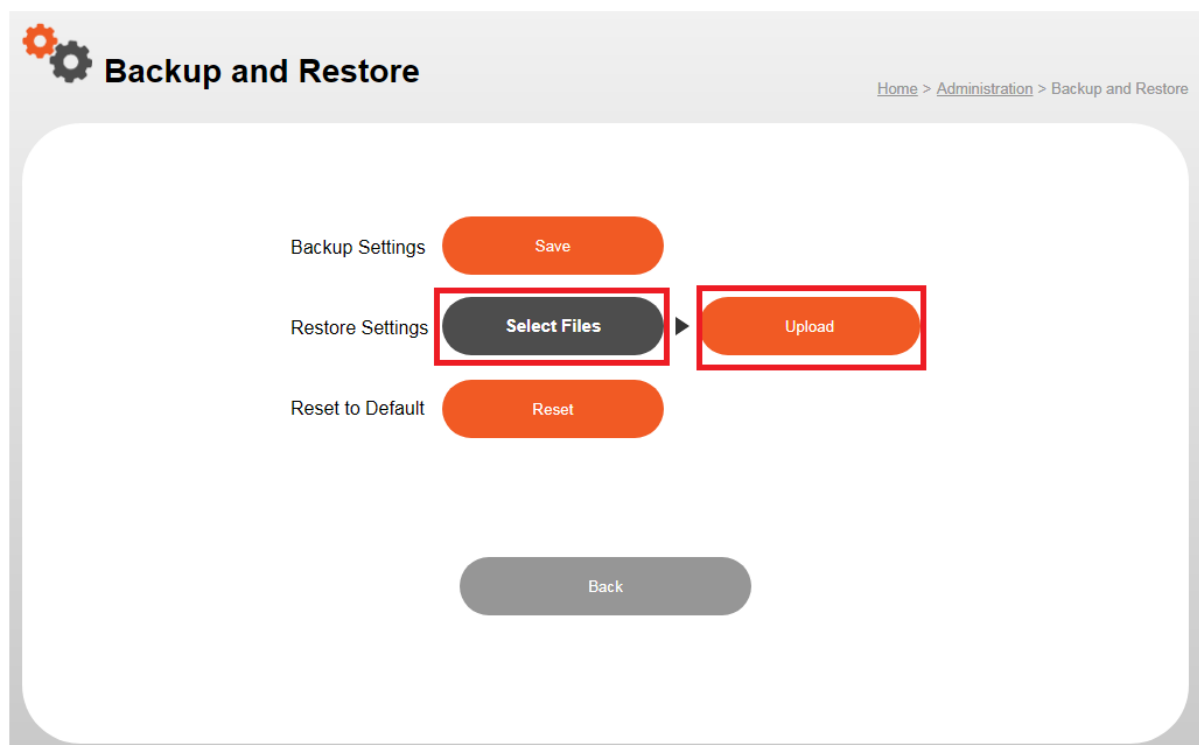 Backup and Restore
Home > Administration > Backup and Restore
Backup Settings Save
Restore Settings Select Files Upload
Reset to Default Reset
Back